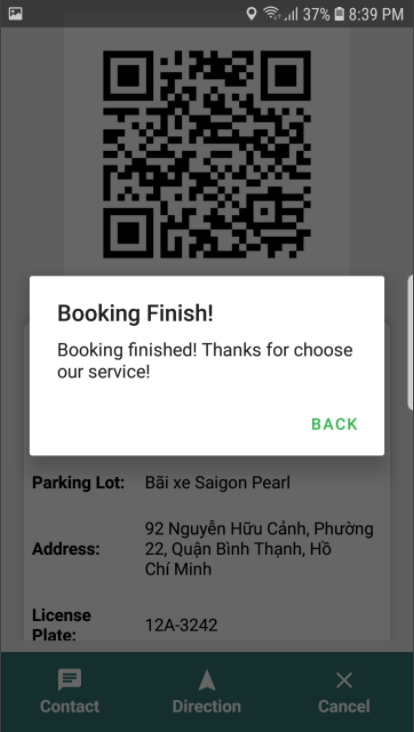 37% 8:39 PM
Booking Finish!
Booking finished! Thanks for choose
our service!
BACK
Parking Lot: Bãi xe Saigon Pearl
Address: 92 Nguyễn Hữu Cảnh, Phường
22, Quận Bình Thạnh, Hồ
Chí Minh
License
Plate: 12A-3242
Contact Direction Cancel